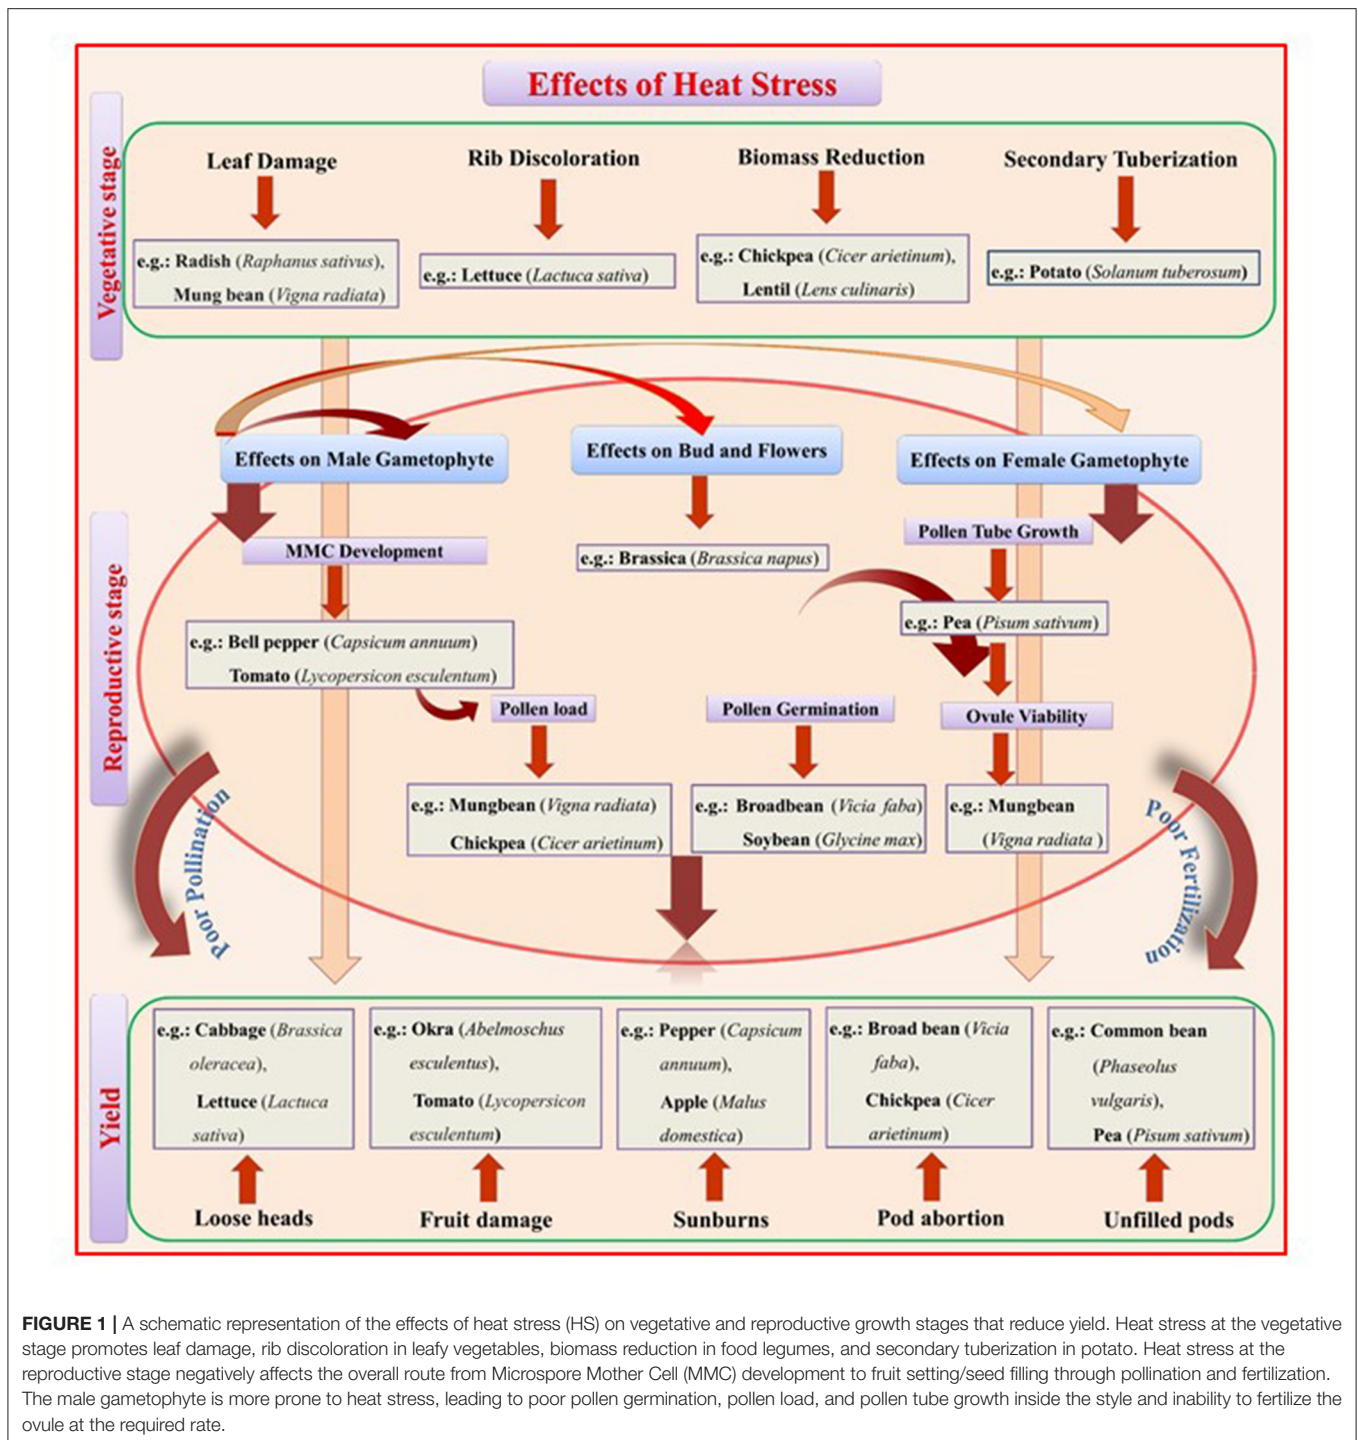 Effects of Heat Stress
Vegetative stage
Leaf Damage
Rib Discoloration
Biomass Reduction
Secondary Tuberization
e.g.: Radish (Raphanus sativus),
Mung bean (Vigna radiata)
e.g.: Lettuce (Lactuca sativa)
e.g.: Chickpea (Cicer arietinum),
Lentil (Lens culinaris)
e.g.: Potato (Solanum tuberosum)
Reproductive stage
Effects on Male Gametophyte
Effects on Bud and Flowers
Effects on Female Gametophyte
MMC Development
e.g.: Brassica (Brassica napus)
Pollen Tube Growth
e.g.: Bell pepper (Capsicum annuum)
Tomato (Lycopersicon esculentum)
e.g.: Pea (Pisum sativum)
Pollen load
Pollen Germination
Ovule Viability
e.g.: Mungbean (Vigna radiata)
Chickpea (Cicer arietinum)
e.g.: Broadbean (Vicia faba)
Soybean (Glycine max)
e.g.: Mungbean
(Vigna radiata )
Poor Pollination
Poor Fertilization
Yield
e.g.: Cabbage (Brassica
oleracea),
Lettuce (Lactuca
sativa)
e.g.: Okra (Abelmoschus
esculentus),
Tomato (Lycopersicon
esculentum)
e.g.: Pepper (Capsicum
annuum),
Apple (Malus
domestica)
e.g.: Broad bean (Vicia
faba),
Chickpea (Cicer
arietinum)
e.g.: Common bean
(Phaseolus
vulgaris),
Pea (Pisum sativum)
Loose heads
Fruit damage
Sunburns
Pod abortion
Unfilled pods
FIGURE 1 | A schematic representation of the effects of heat stress (HS) on vegetative and reproductive growth stages that reduce yield. Heat stress at the vegetative
stage promotes leaf damage, rib discoloration in leafy vegetables, biomass reduction in food legumes, and secondary tuberization in potato. Heat stress at the
reproductive stage negatively affects the overall route from Microspore Mother Cell (MMC) development to fruit setting/seed filling through pollination and fertilization.
The male gametophyte is more prone to heat stress, leading to poor pollen germination, pollen load, and pollen tube growth inside the style and inability to fertilize the
ovule at the required rate.